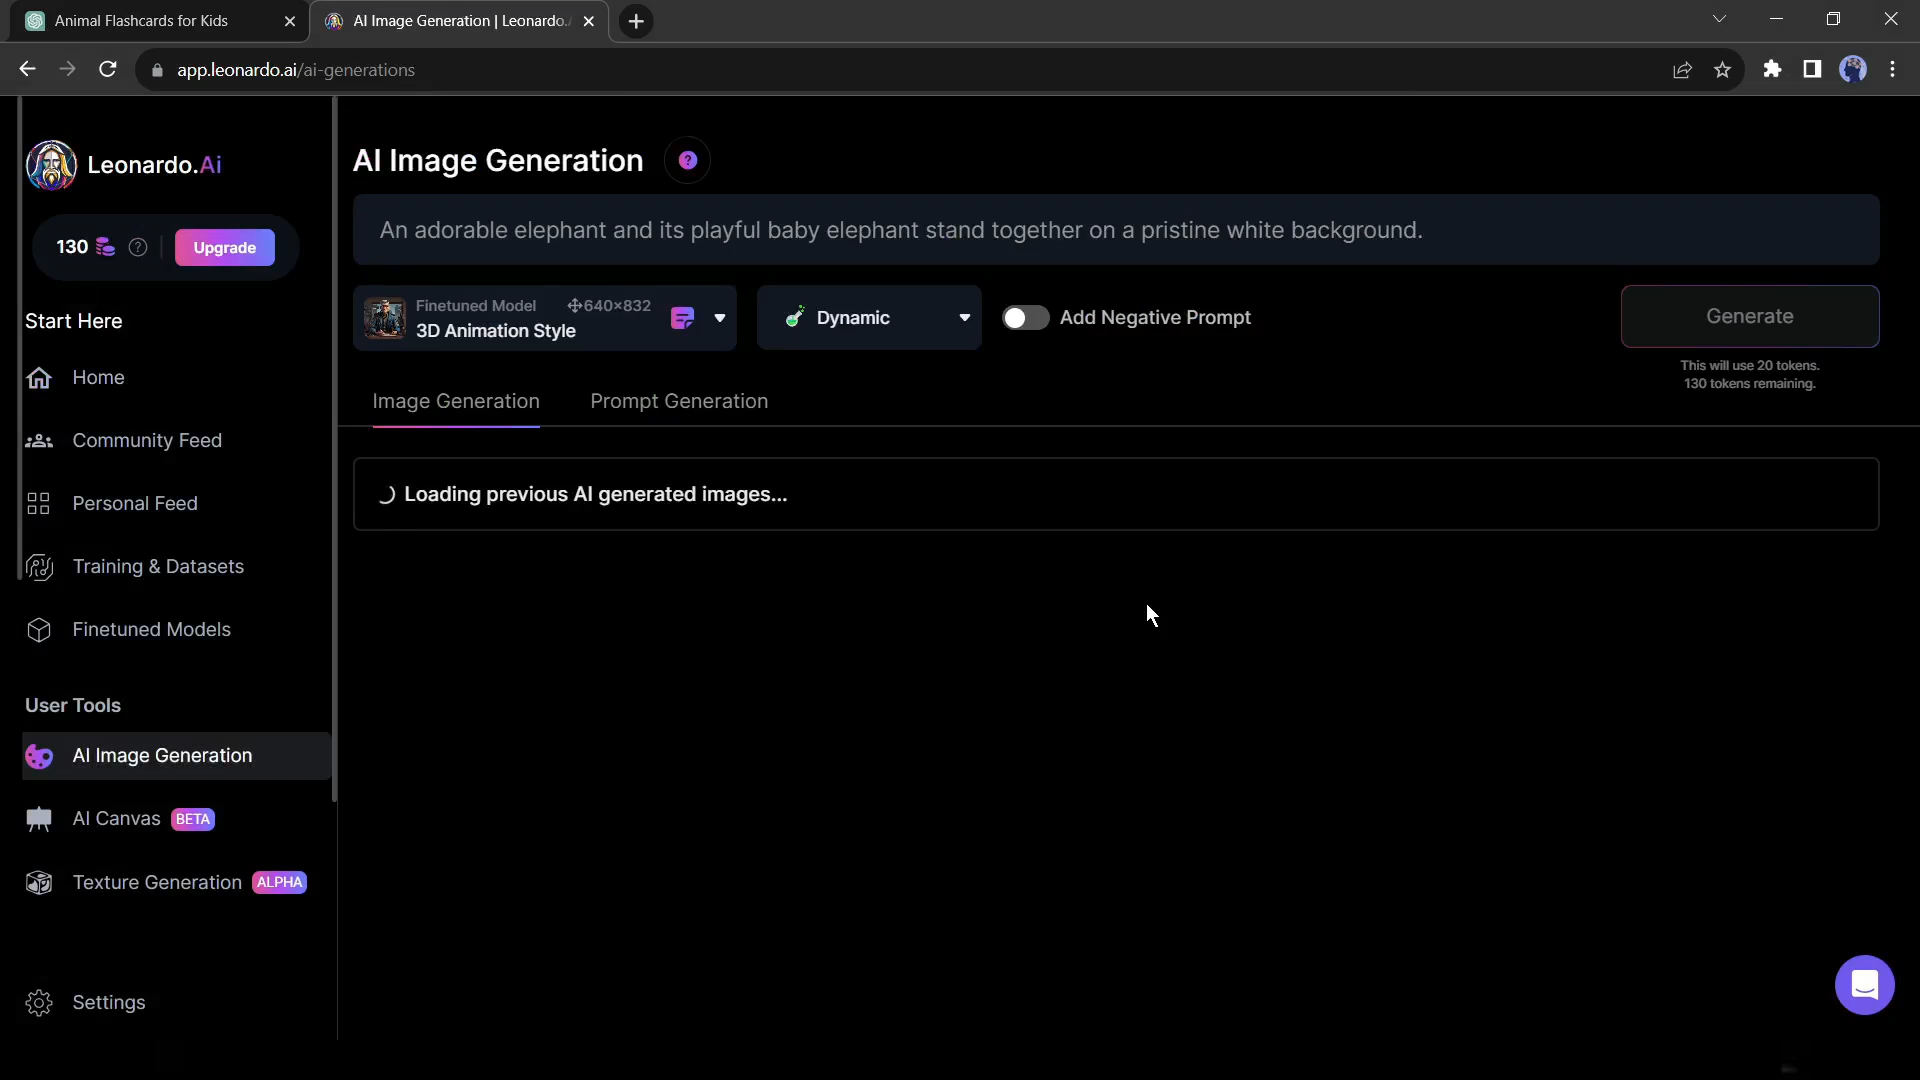 Animal Flashcards for Kids
AI Image Generation | Leonardo.
app.leonardo.ai/ai-generations
Leonardo.Ai
130
Upgrade
Start Here
Home
Community Feed
Personal Feed
Training & Datasets
Finetuned Models
User Tools
AI Image Generation
AI Canvas BETA
Texture Generation ALPHA
Settings
AI Image Generation
An adorable elephant and its playful baby elephant stand together on a pristine white background.
Finetuned Model 640×832
3D Animation Style
Dynamic
Add Negative Prompt
Generate
This will use 20 tokens.
130 tokens remaining.
Image Generation Prompt Generation
Loading previous AI generated images...